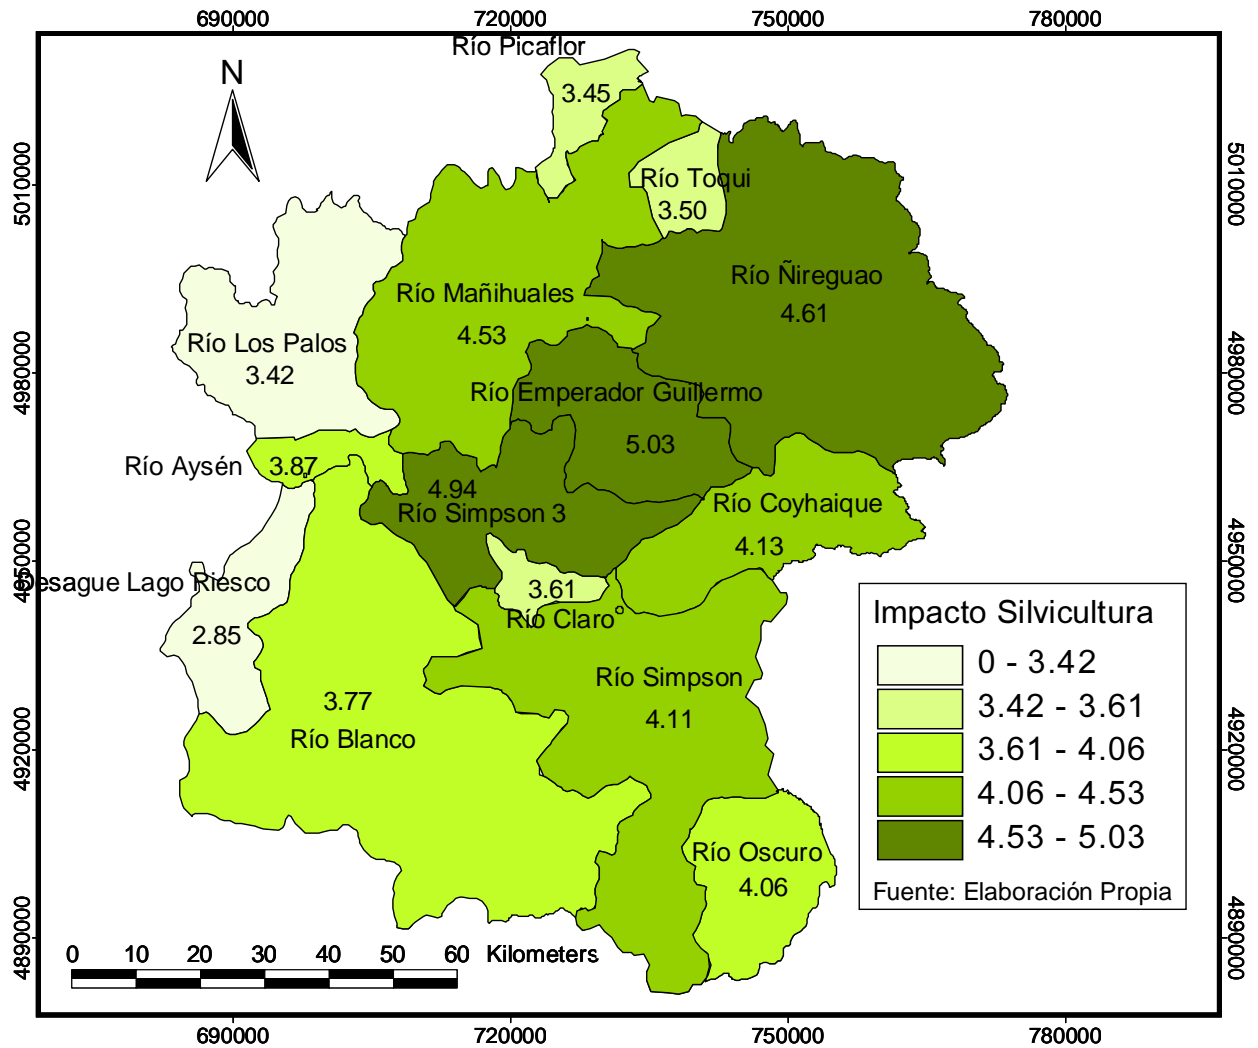 690000 720000 750000 780000
Río Picaflor
N
3.45
5010000
5010000
Río Toqui
3.50
Río Ñireguao
4.61
Río Mañihuales
4.53
Río Los Palos
3.42
4980000
4980000
Río Emperador Guillermo
5.03
Río Aysén
3.87
4.94
Río Simpson 3
Río Coyhaique
4.13
4950000
4950000
Desague Lago Riesco
2.85
3.61
Río Claro
Río Simpson
4.11
3.77
Río Blanco
4920000
4920000
Río Oscuro
4.06
4890000
4890000
Impacto Silvicultura
0 - 3.42
3.42 - 3.61
3.61 - 4.06
4.06 - 4.53
4.53 - 5.03
Fuente: Elaboración Propia
0 10 20 30 40 50 60 Kilometers
690000 720000 750000 780000